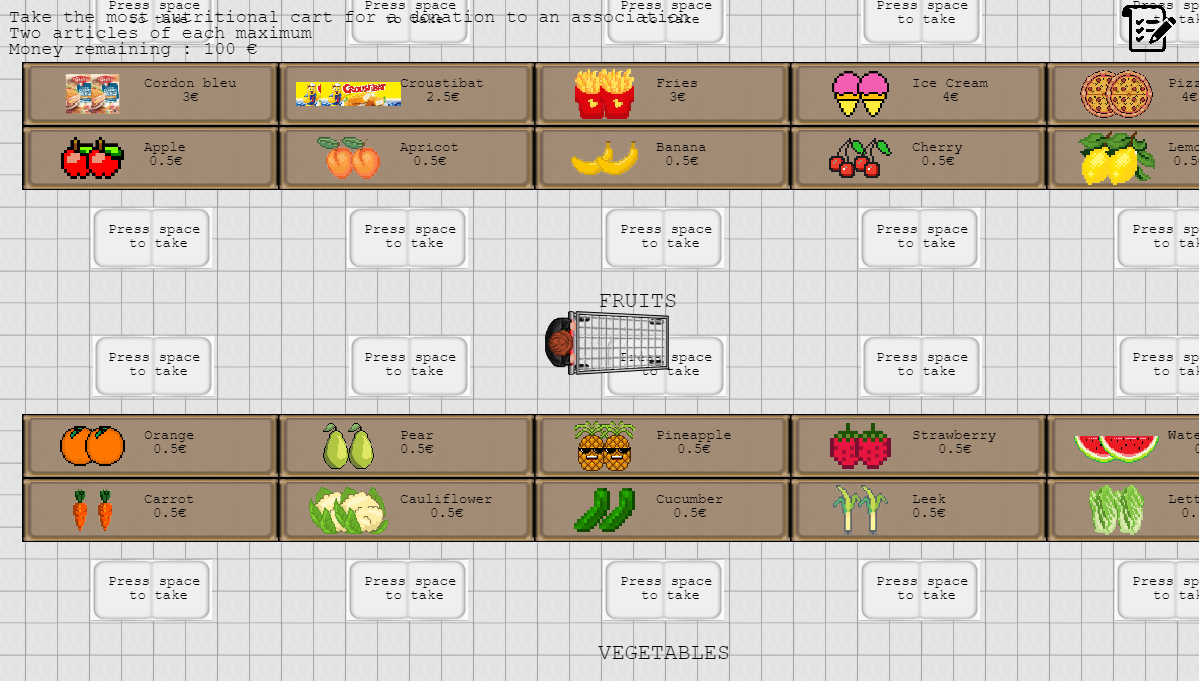 Take the most nutritional cart for a donation to an association
Two articles of each maximum
Money remaining : 100 €
Press space
to take
Press space
to take
Press space
to take
Press space
to take
Cordon bleu
3€
Croustibat
2.5€
Fries
3€
Ice Cream
4€
Pizz
4€
CROUSTIBAT
Apple
0.5€
Apricot
0.5€
Banana
0.5€
Cherry
0.5€
Lemo
0.5
Press space
to take
Press space
to take
Press space
to take
Press space
to take
Press sp
to tak
FRUITS
Press space
to take
Press space
to take
Press space
to take
Press space
to take
Press sp
to tak
Orange
0.5€
Pear
0.5€
Pineapple
0.5€
Strawberry
0.5€
Wate
Carrot
0.5€
Cauliflower
0.5€
Cucumber
0.5€
Leek
0.5€
Lett
0.
Press space
to take
Press space
to take
Press space
to take
Press space
to take
Press sp
to tak
VEGETABLES